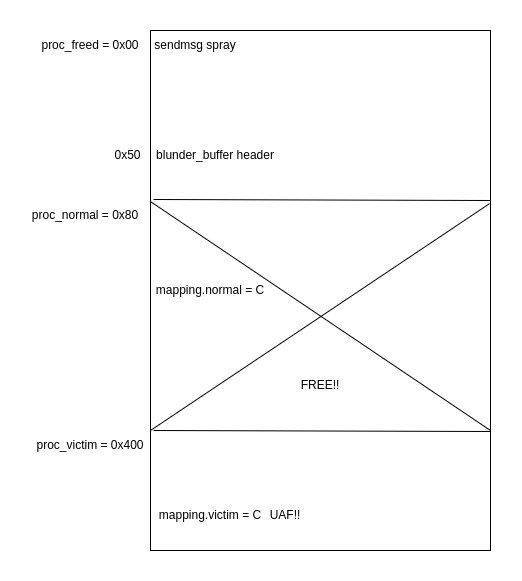 proc_freed = 0x00 sendmsg spray
0x50 blunder_buffer header
proc_normal = 0x80
mapping.normal = C
FREE!!
proc_victim = 0x400
mapping.victim = C UAF!!